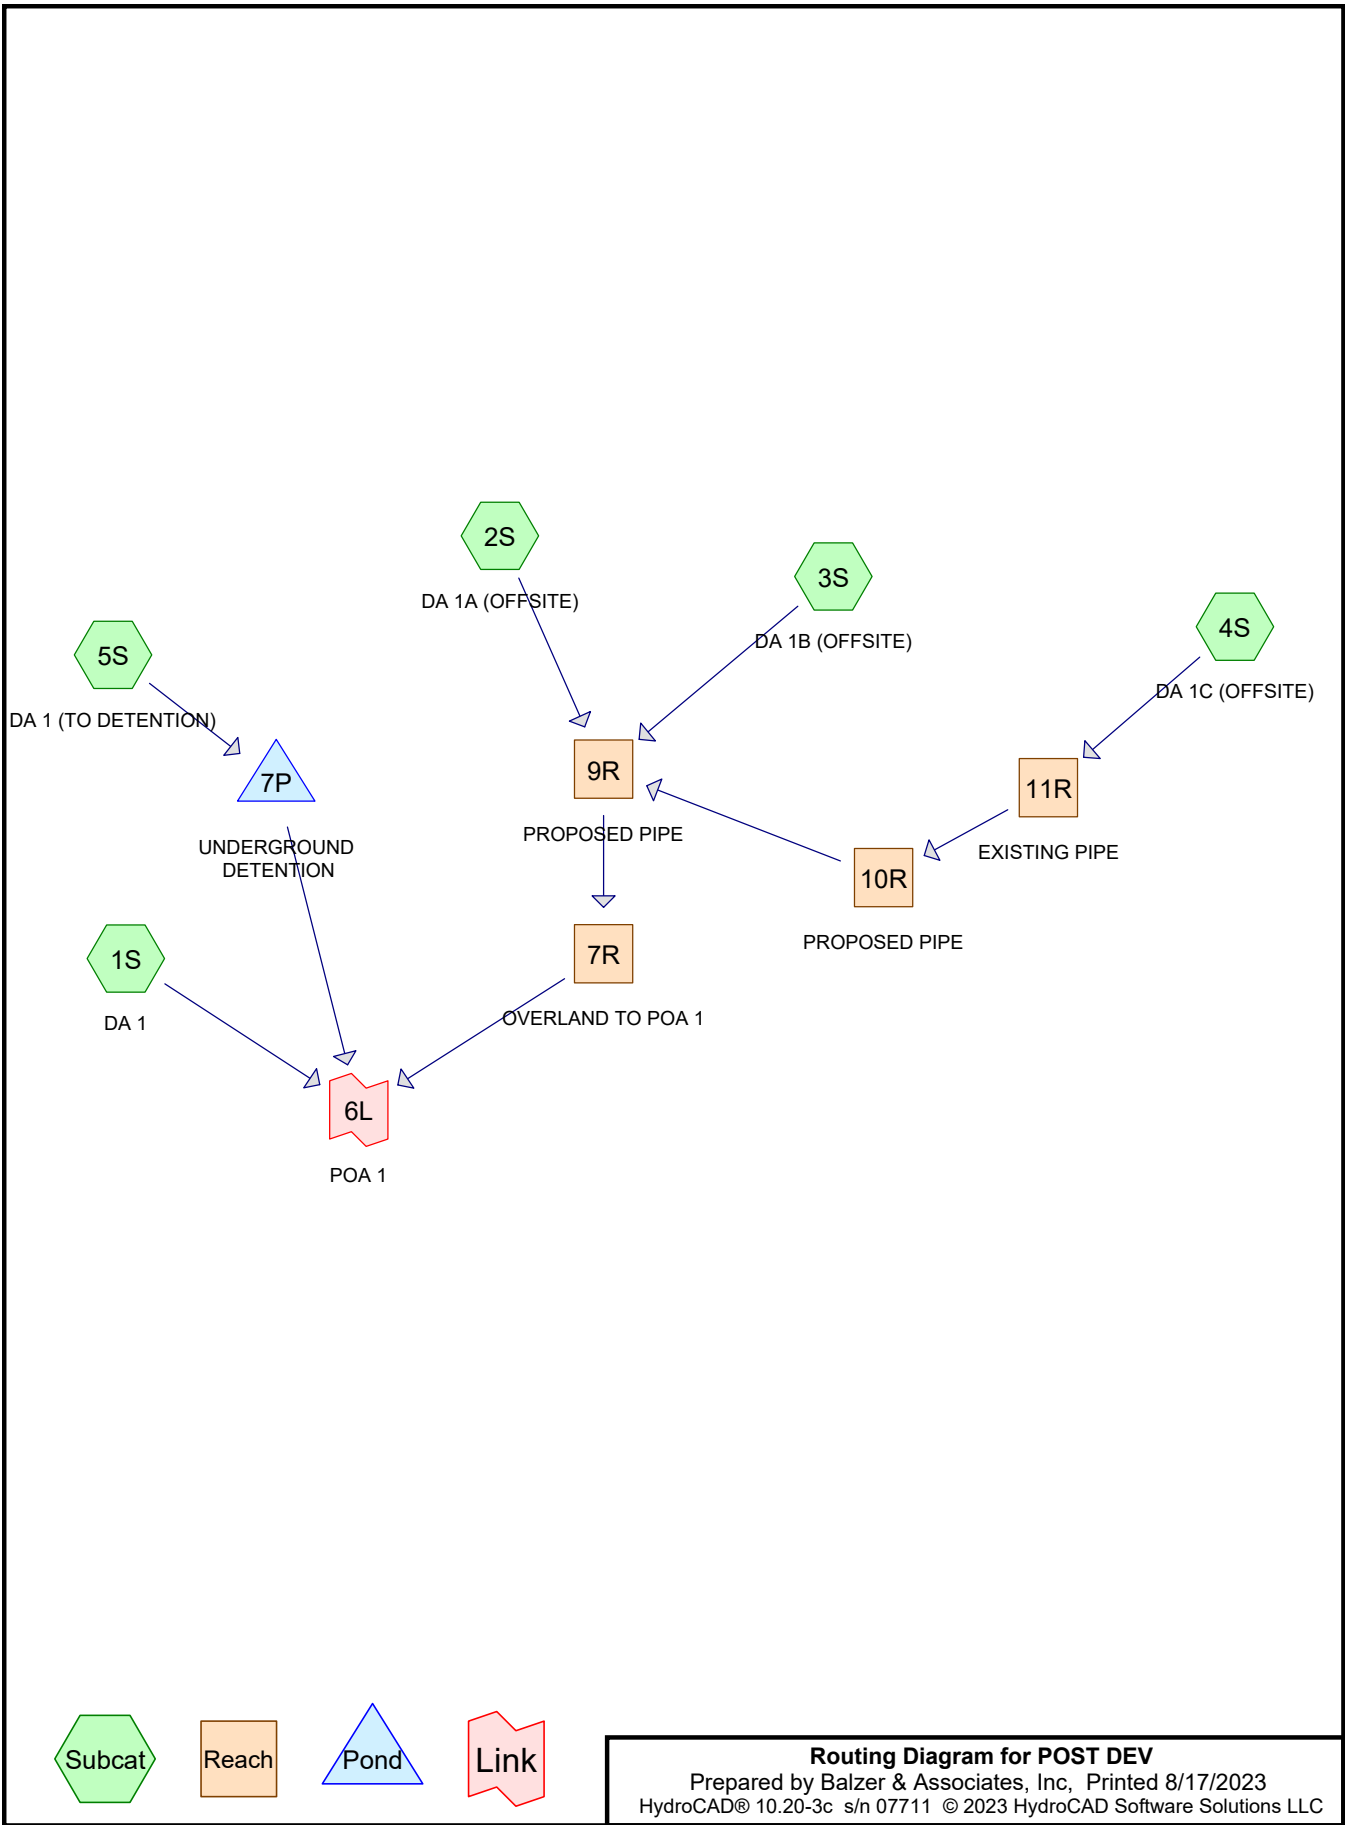 2S
DA 1A (OFFSITE)
3S
DA 1B (OFFSITE)
4S
DA 1C (OFFSITE)
5S
DA 1 (TO DETENTION)
7P
UNDERGROUND
DETENTION
9R
PROPOSED PIPE
11R
EXISTING PIPE
10R
PROPOSED PIPE
1S
DA 1
7R
OVERLAND TO POA 1
6L
POA 1
Subcat
Reach
Pond
Link
Routing Diagram for POST DEV
Prepared by Balzer & Associates, Inc, Printed 8/17/2023
HydroCAD® 10.20-3c s/n 07711 © 2023 HydroCAD Software Solutions LLC